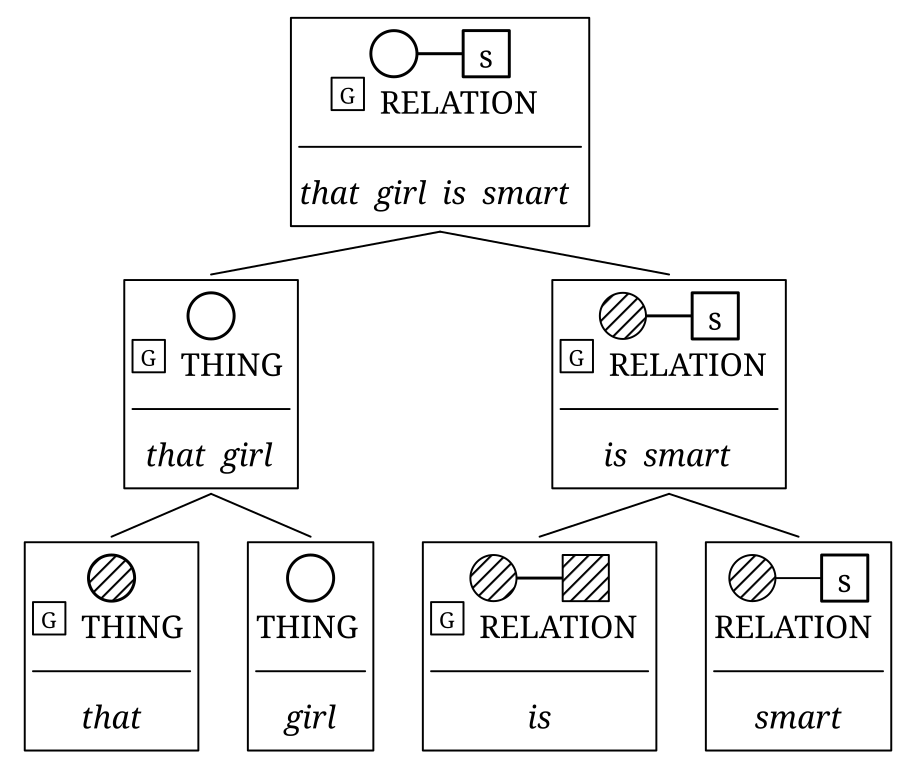 s
G RELATION
that girl is smart
s
G THING
G RELATION
that girl
is smart
s
G THING
THING
G RELATION
RELATION
that
girl
is
smart